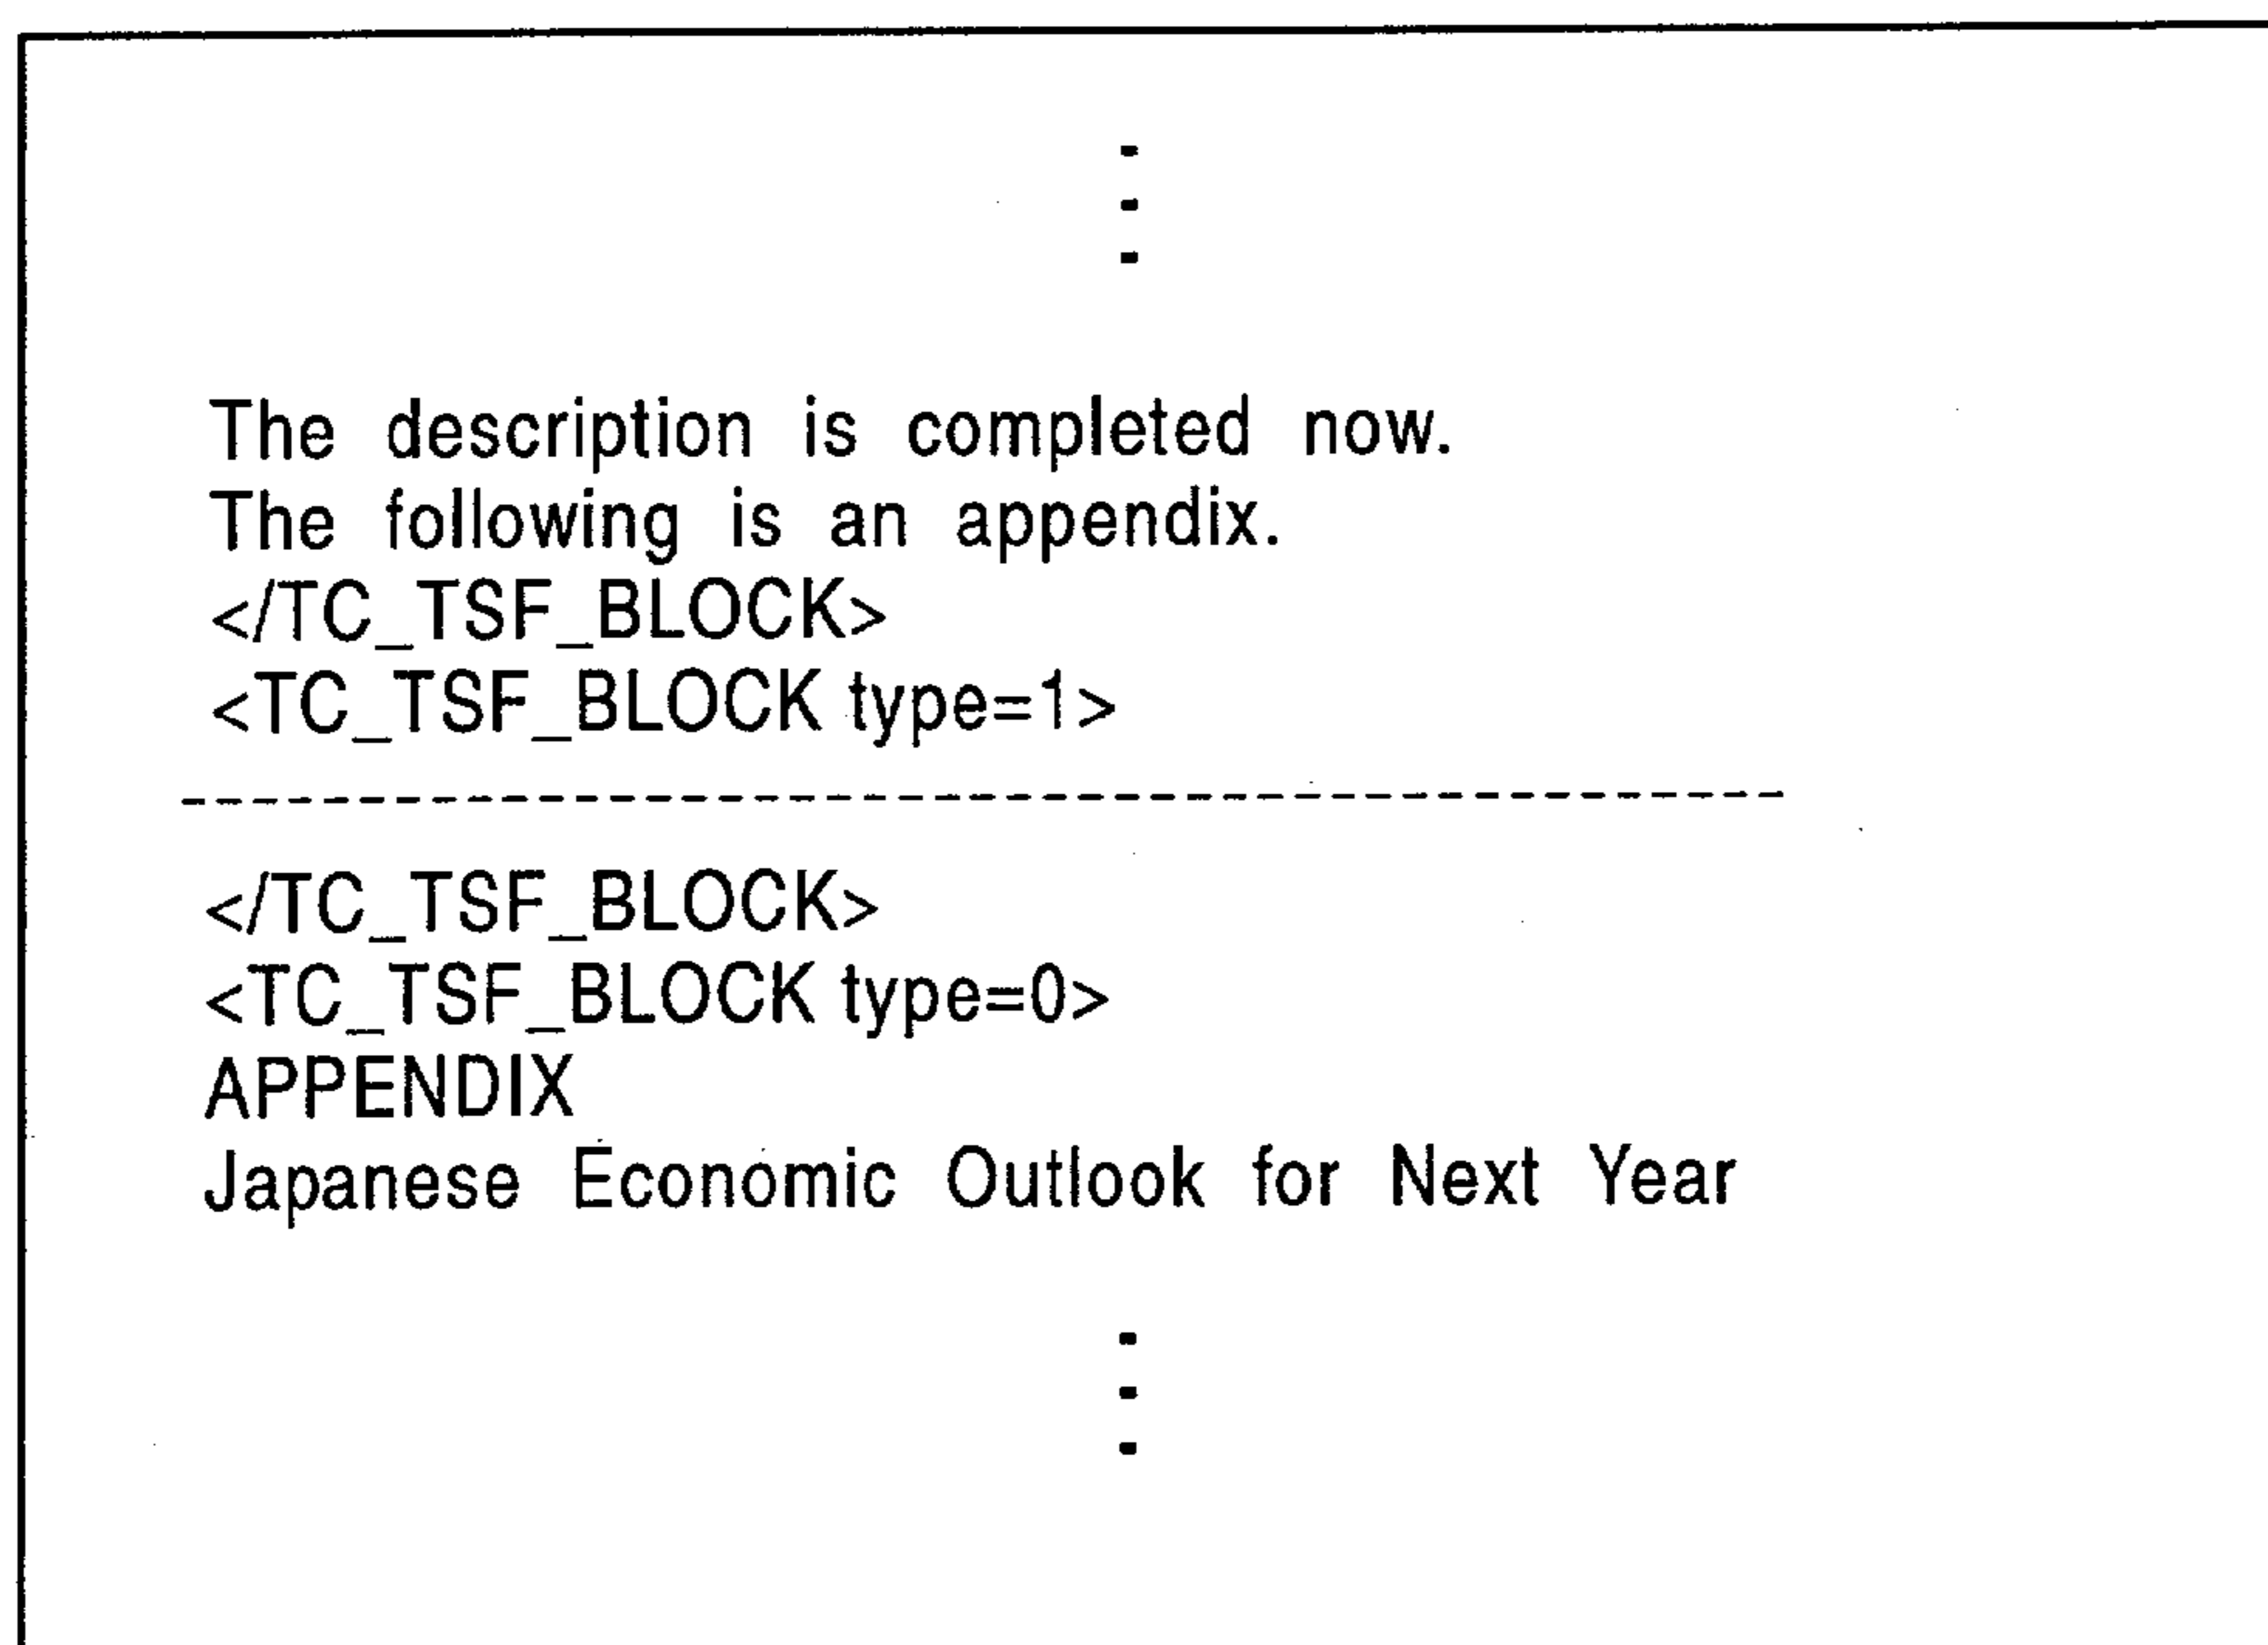 The description is completed now.
The following is an appendix.
</TC_TSF_BLOCK>
<TC_TSF_BLOCK type=1>
---------------------------------------------
</TC_TSF_BLOCK>
<TC_TSF_BLOCK type=0>
APPENDIX
Japanese Economic Outlook for Next Year